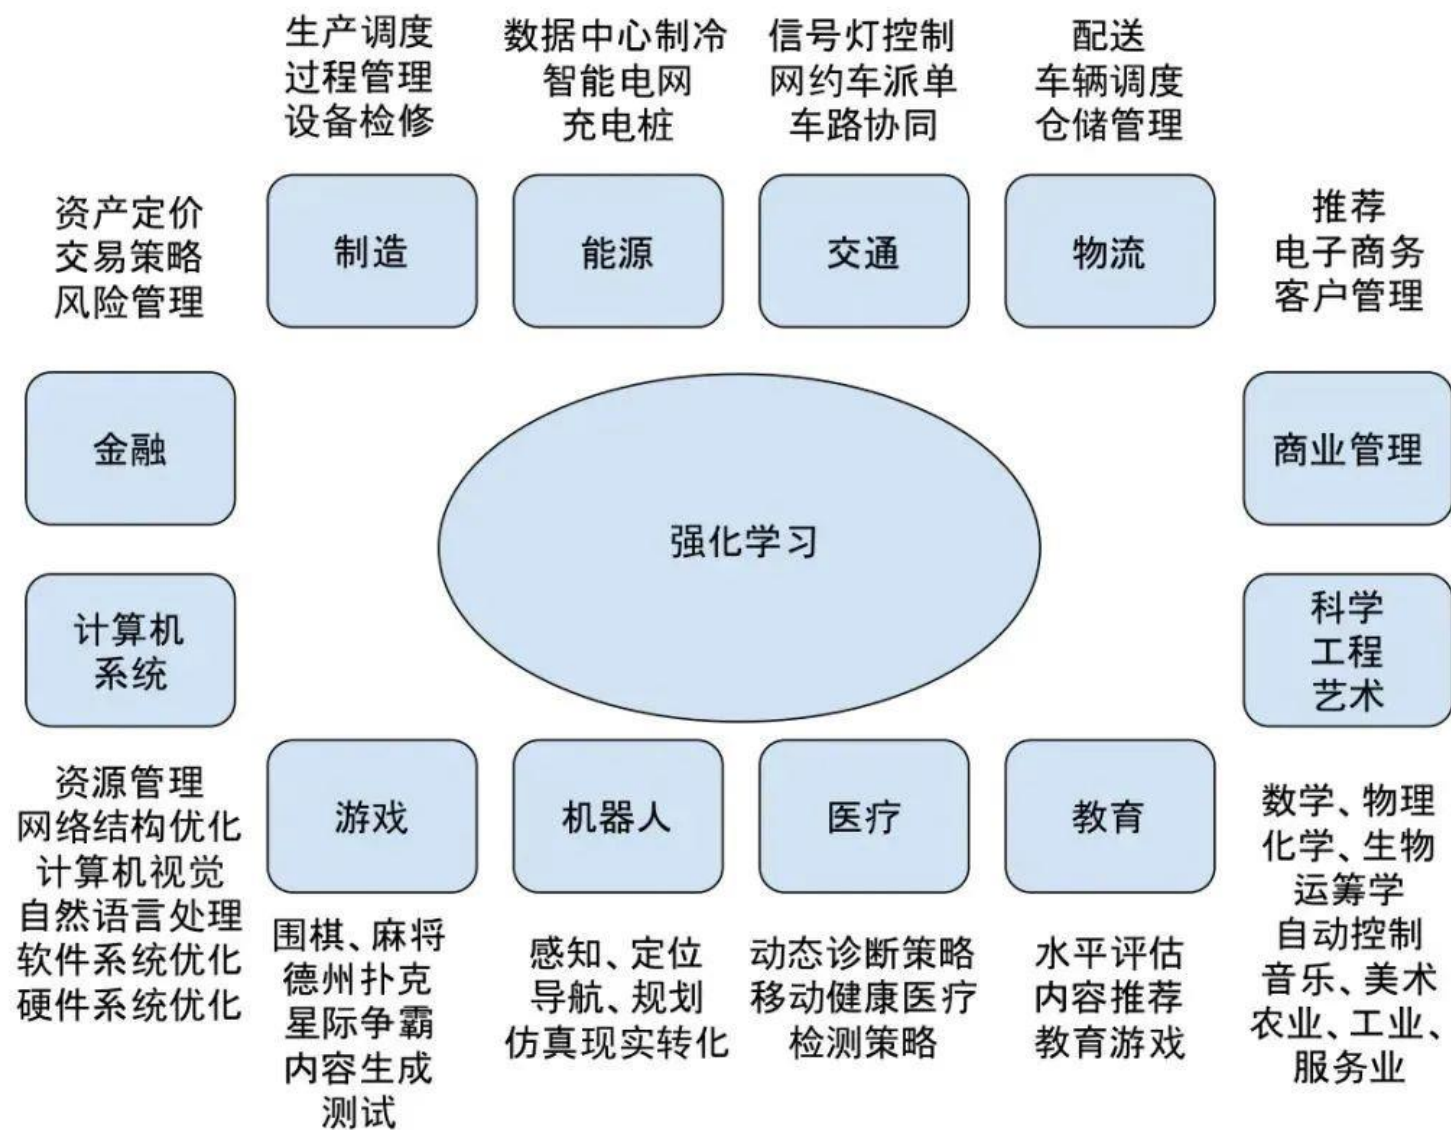 生产调度
过程管理
设备检修
数据中心制冷
智能电网
充电桩
信号灯控制
网约车派单
车路协同
配送
车辆调度
仓储管理
资产定价
交易策略
风险管理
制造
能源
交通
物流
推荐
电子商务
客户管理
金融
强化学习
商业管理
计算机
系统
科学
工程
艺术
资源管理
网络结构优化
计算机视觉
自然语言处理
软件系统优化
硬件系统优化
游戏
机器人
医疗
教育
围棋、麻将
德州扑克
星际争霸
内容生成
测试
感知、定位
导航、规划
仿真现实转化
动态诊断策略
移动健康医疗
检测策略
水平评估
内容推荐
教育游戏
数学、物理
化学、生物
运筹学
自动控制
音乐、美术
农业、工业、
服务业